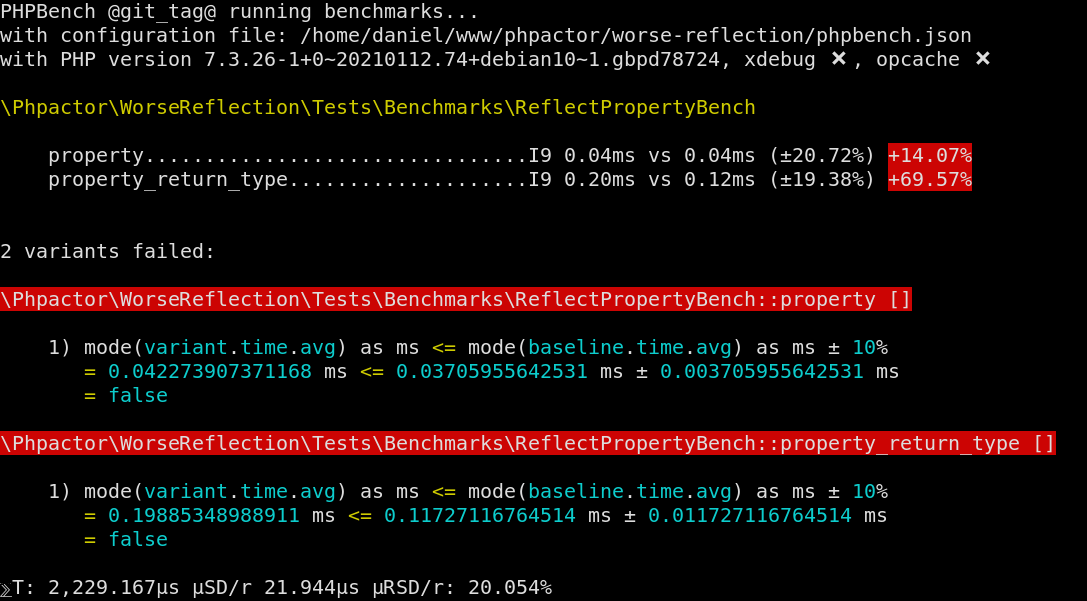 PHPBench @git_tag@ running benchmarks...
with configuration file: /home/daniel/www/phpactor/worse-reflection/phpbench.json
with PHP version 7.3.26-1+0~20210112.74+debian10~1.gbpd78724, xdebug ❌, opcache ❌
\Phpactor\WorseReflection\Tests\Benchmarks\ReflectPropertyBench
property................................I9 0.04ms vs 0.04ms (±20.72%) +14.07%
property_return_type....................I9 0.20ms vs 0.12ms (±19.38%) +69.57%
2 variants failed:
\Phpactor\WorseReflection\Tests\Benchmarks\ReflectPropertyBench::property []
1) mode(variant.time.avg) as ms <= mode(baseline.time.avg) as ms ± 10%
= 0.042273907371168 ms <= 0.03705955642531 ms ± 0.003705955642531 ms
= false
\Phpactor\WorseReflection\Tests\Benchmarks\ReflectPropertyBench::property_return_type []
1) mode(variant.time.avg) as ms <= mode(baseline.time.avg) as ms ± 10%
= 0.19885348988911 ms <= 0.11727116764514 ms ± 0.011727116764514 ms
= false
⅀T: 2,229.167μs μSD/r 21.944μs μRSD/r: 20.054%